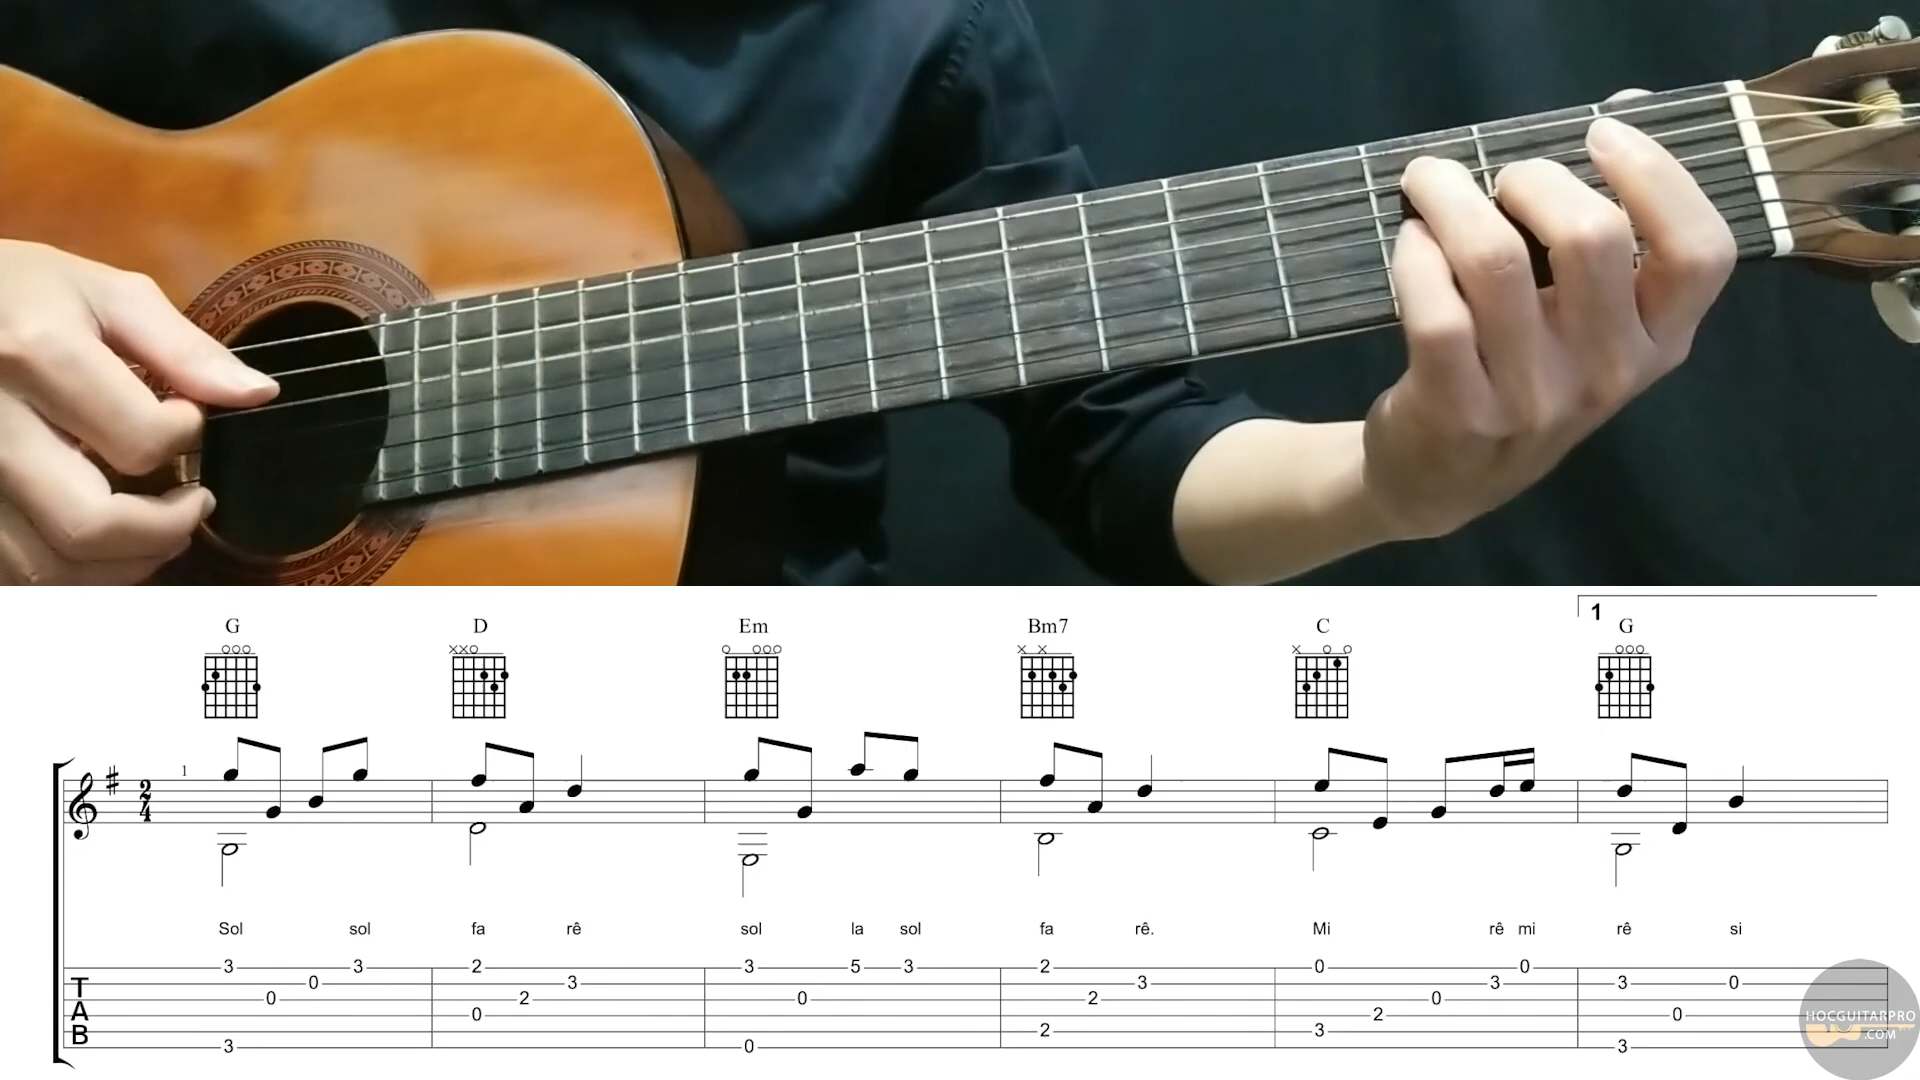 1
G D Em Bm7 C G
1
2
4
Sol sol fa rê sol la sol fa rê. Mi rê mi rê si
3 3 2 3 5 3 2 0 0
0 3 3 3 3 0
T 0 2 0 2 0
A 0 2 0
B 2 3
3 0 3
HOCGUITARPRO
.COM